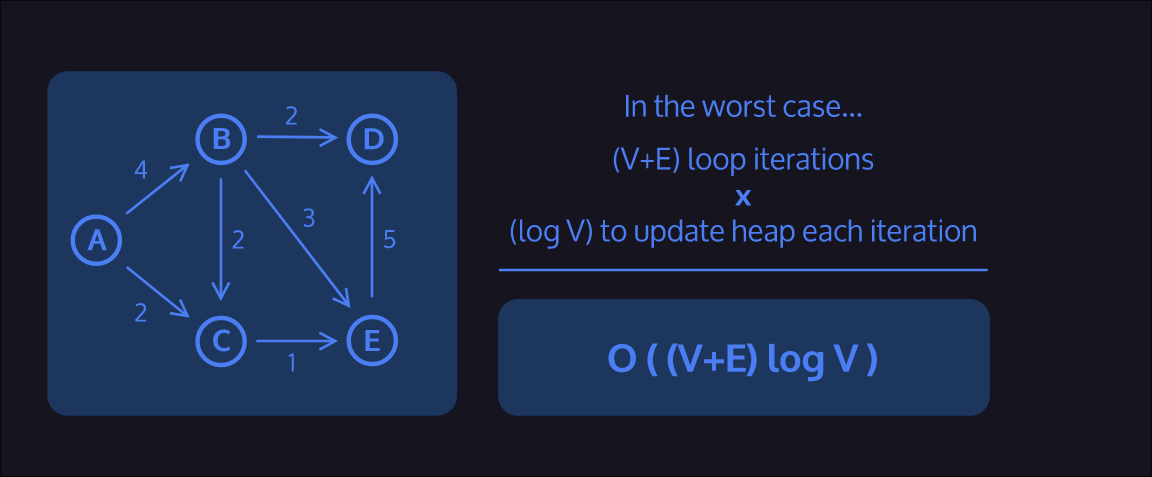 2
B
D
4
3
A
2
5
2
C
E
1
In the worst case...
(V+E) loop iterations
x
(log V) to update heap each iteration
O ( (V+E) log V )